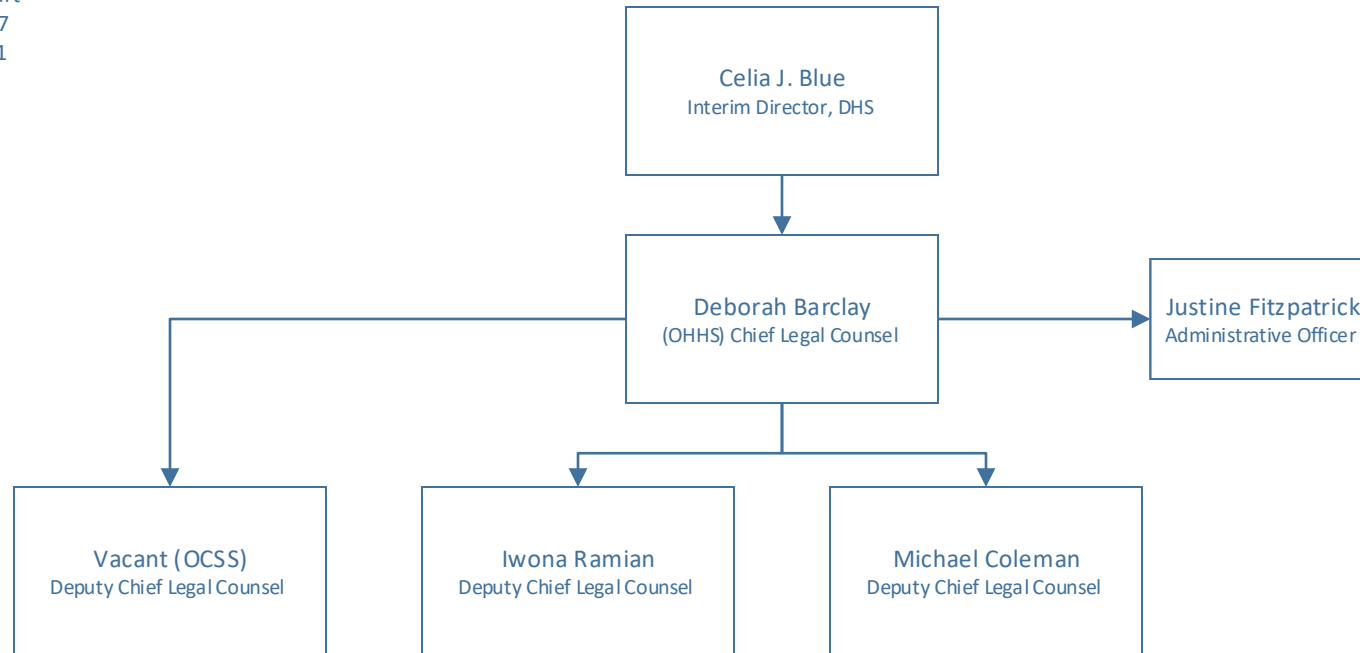 Celia J. Blue
Interim Director, DHS
Deborah Barclay
(OHHS) Chief Legal Counsel
Justine Fitzpatrick
Administrative Officer
Vacant (OCSS)
Deputy Chief Legal Counsel
Iwona Ramian
Deputy Chief Legal Counsel
Michael Coleman
Deputy Chief Legal Counsel